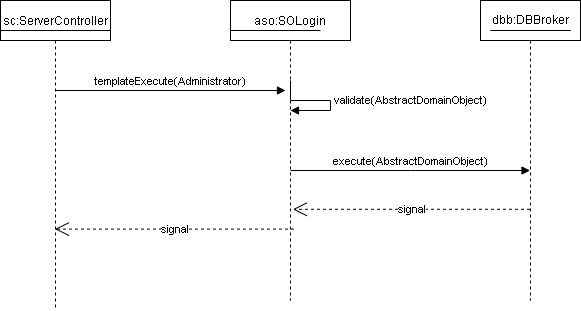 sc:ServerController
aso:SOLogin
dbb:DBBroker
templateExecute(Administrator)
validate(AbstractDomainObject)
execute(AbstractDomainObject)
signal
signal